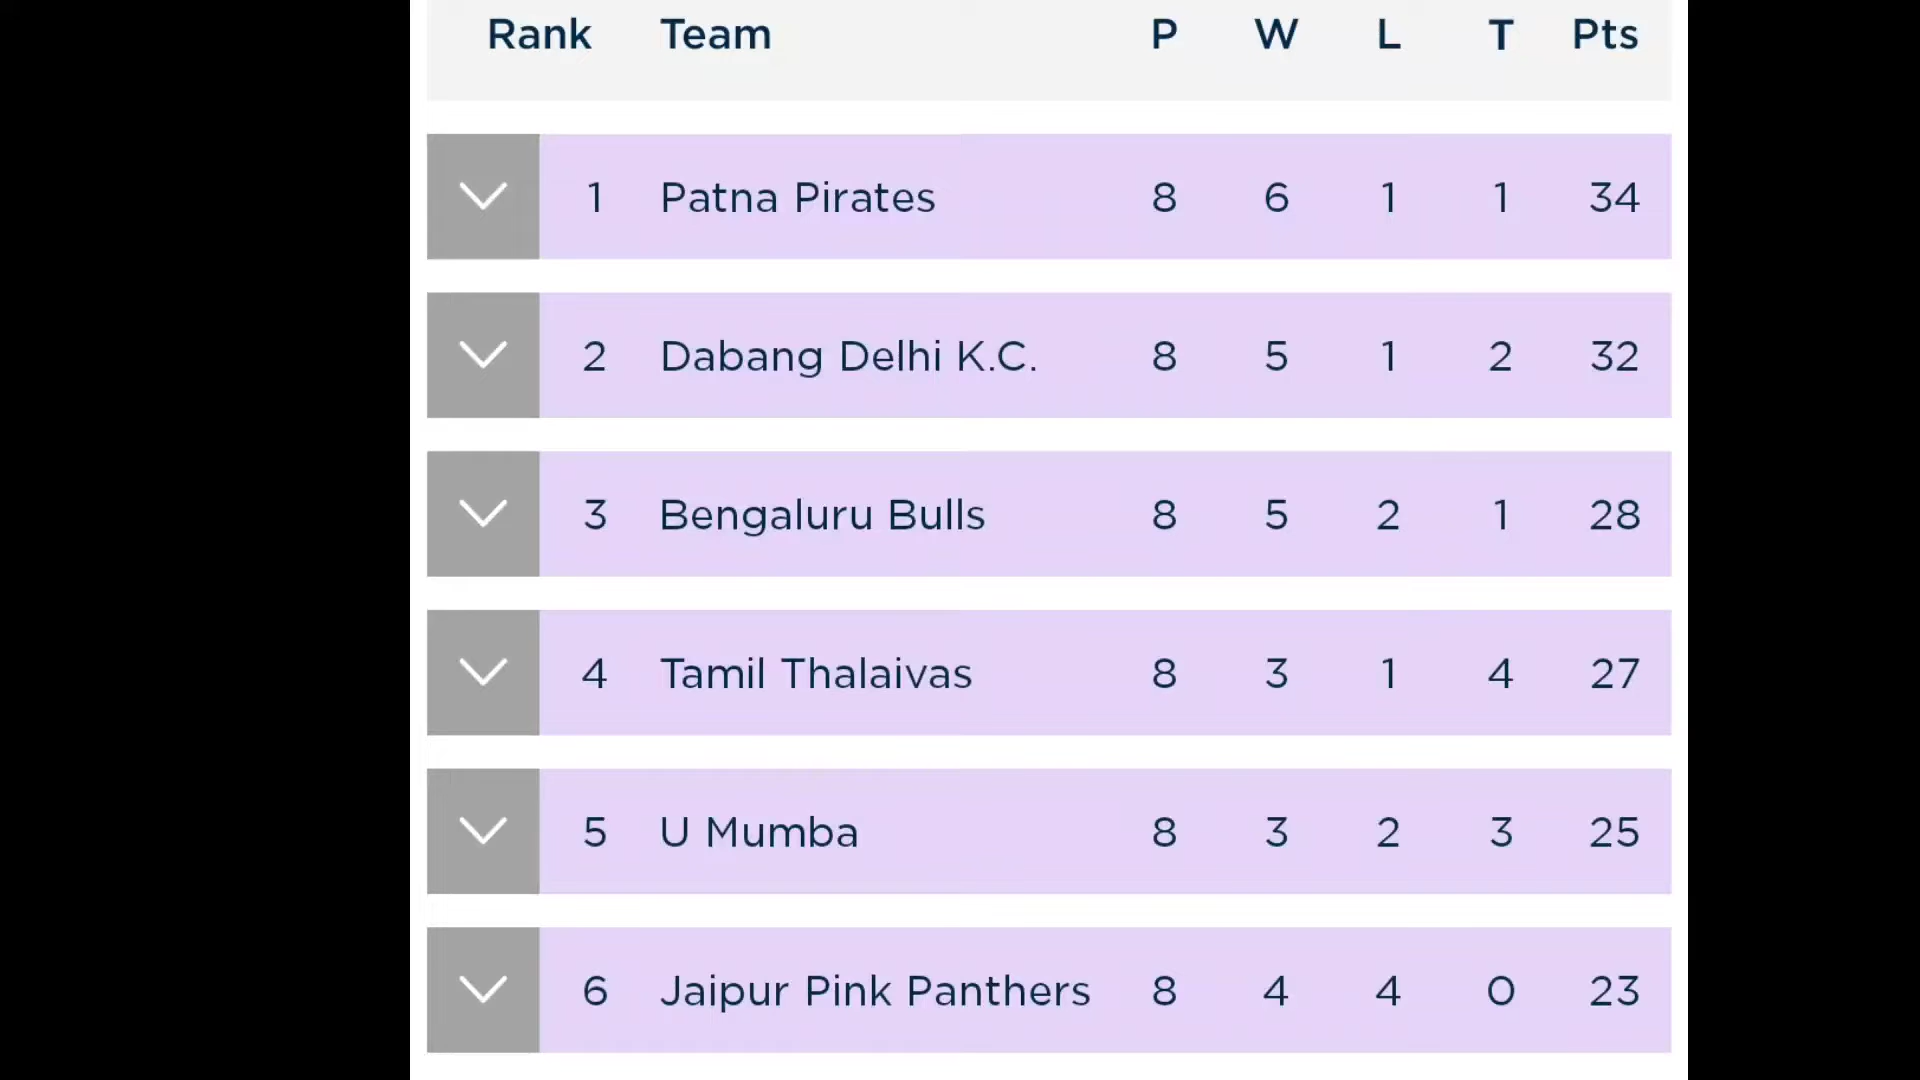 Rank Team P W L T Pts
1 Patna Pirates 8 6 1 1 34
2 Dabang Delhi K.C. 8 5 1 2 32
3 Bengaluru Bulls 8 5 2 1 28
4 Tamil Thalaivas 8 3 1 4 27
5 U Mumba 8 3 2 3 25
6 Jaipur Pink Panthers 8 4 4 0 23